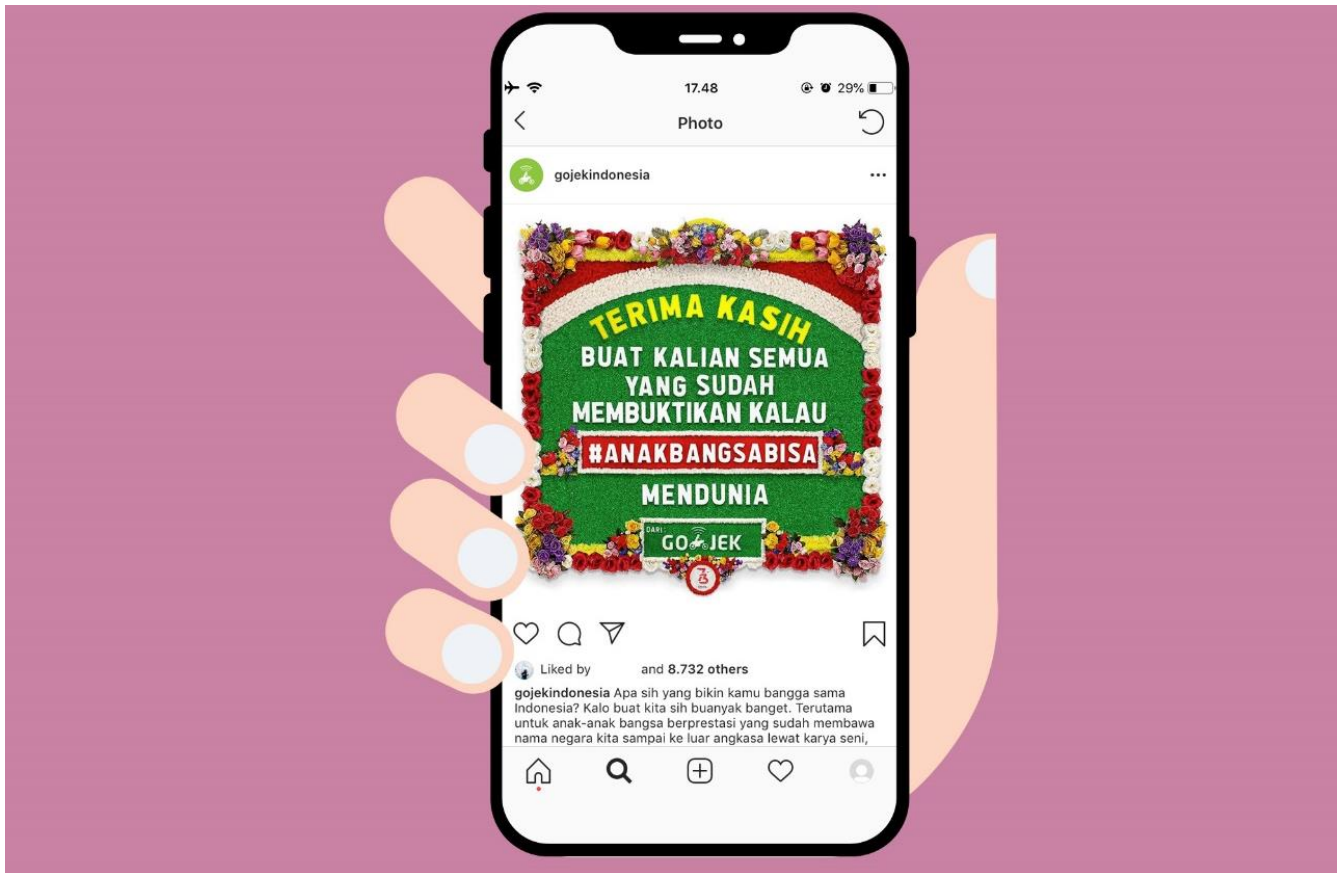 17.48
29%
Photo
gojekindonesia
TERIMA KASIH
BUAT KALIAN SEMUA
YANG SUDAH
MEMBUKTIKAN KALAU
#ANAKBANGSABISA
MENDUNIA
DARI:
GO JEK
73
Liked by and 8.732 others
gojekindonesia Apa sih yang bikin kamu bangga sama
Indonesia? Kalo buat kita sih buanyak banget. Terutama
untuk anak-anak bangsa berprestasi yang sudah membawa
nama negara kita sampai ke luar angkasa lewat karya seni,